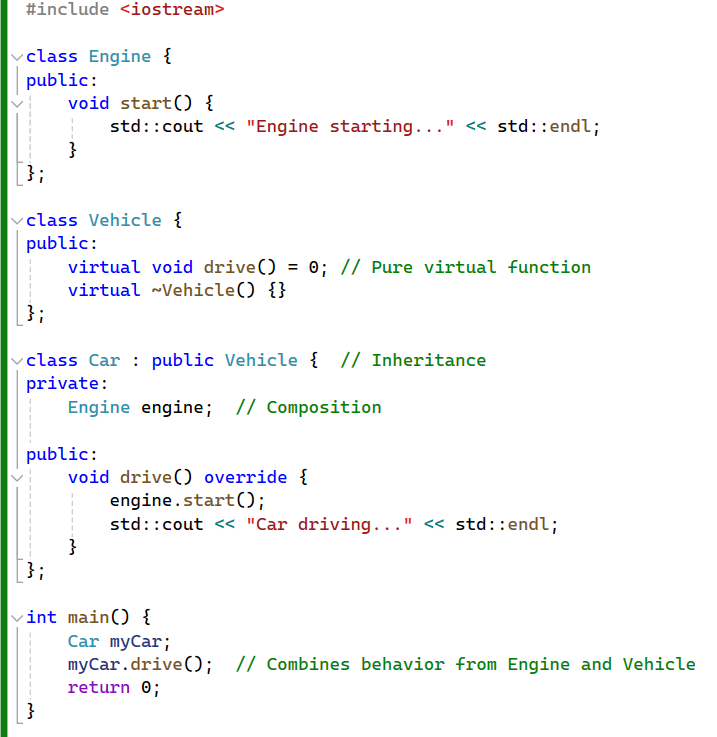 #include <iostream>

class Engine {
public:
    void start() {
        std::cout << "Engine starting..." << std::endl;
    }
};

class Vehicle {
public:
    virtual void drive() = 0; // Pure virtual function
    virtual ~Vehicle() {}
};

class Car : public Vehicle {  // Inheritance
private:
    Engine engine;  // Composition

public:
    void drive() override {
        engine.start();
        std::cout << "Car driving..." << std::endl;
    }
};

int main() {
    Car myCar;
    myCar.drive();  // Combines behavior from Engine and Vehicle
    return 0;
}